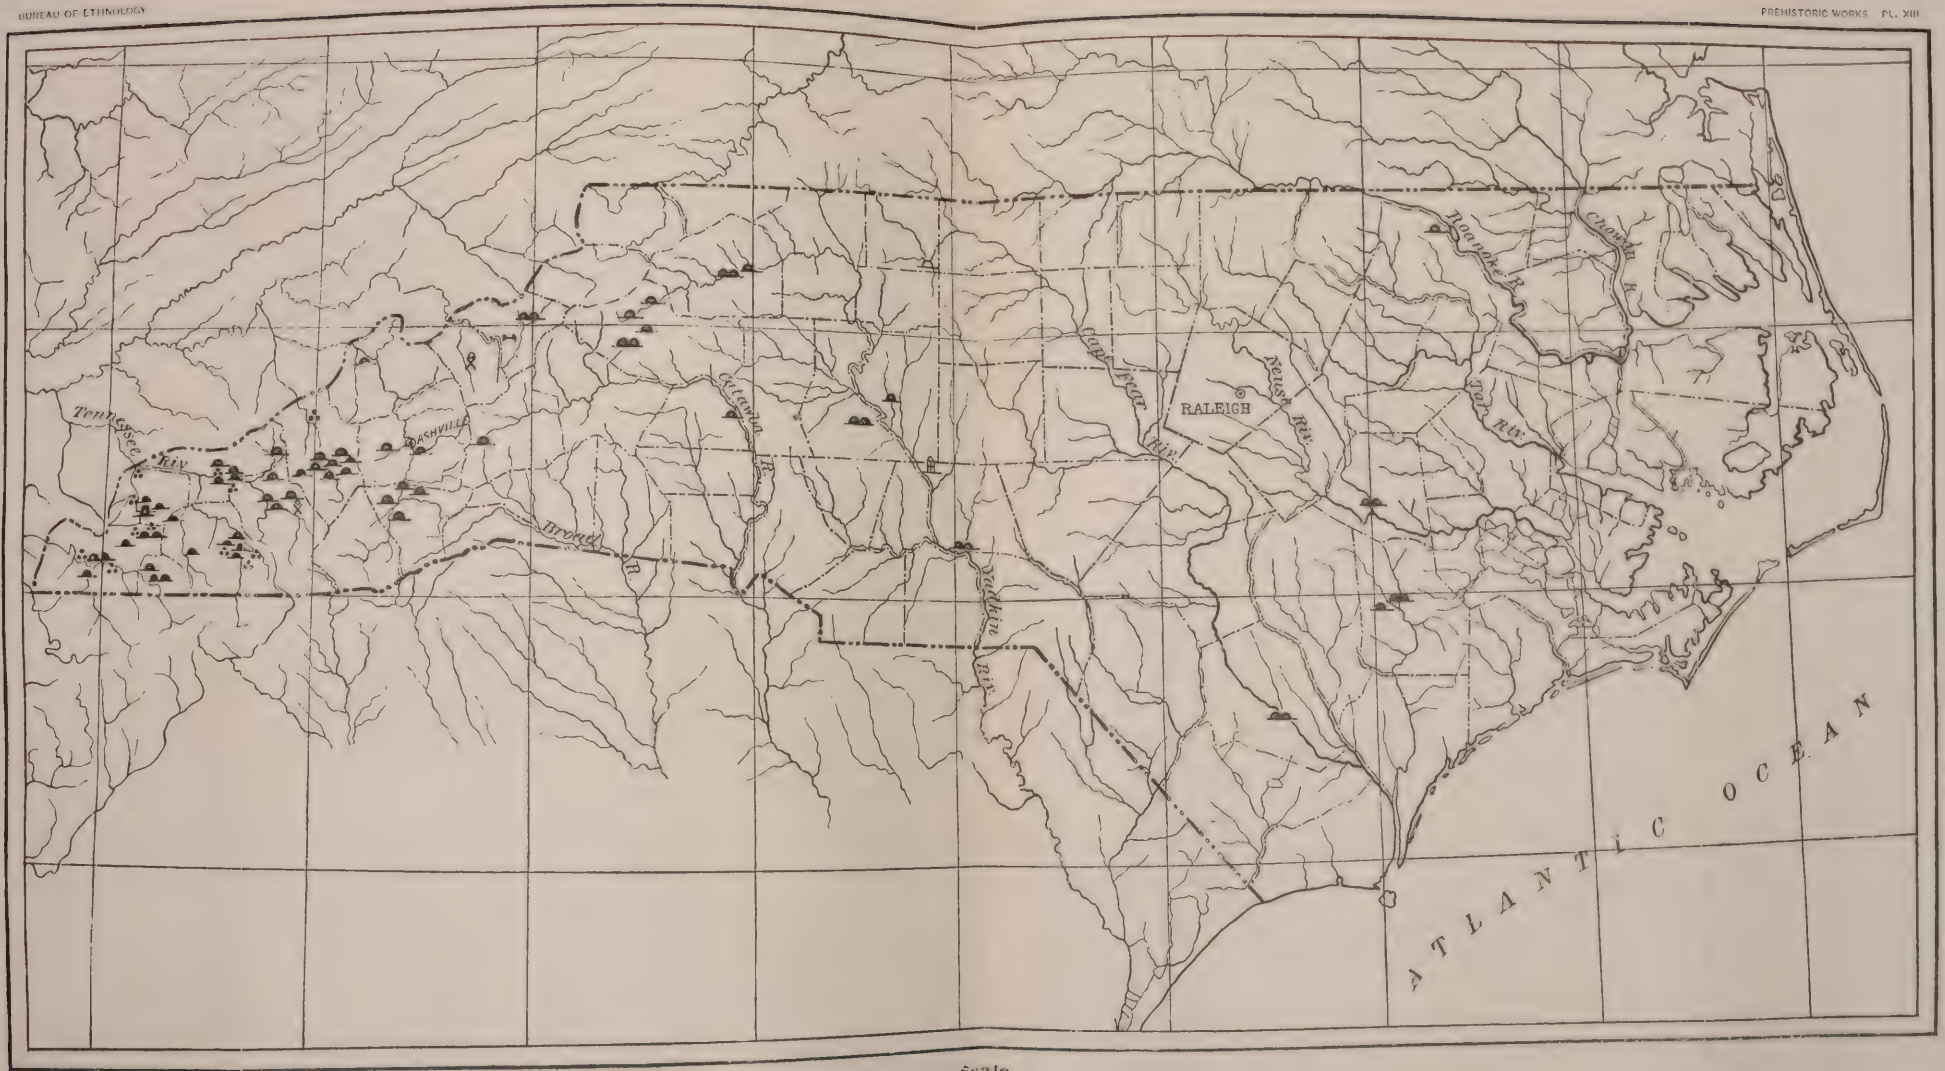 BUREAU OF ETHNOLOGY
PREHISTORIC WORKS PL. XIII
Roanoke R.
Chowan R.
Cape Fear Riv.
Neuse Riv.
Tar Riv.
RALEIGH
Catawba R.
Tennessee Riv
ASHVILLE
Broad R
Yadkin Riv.
ATLANTIC OCEAN
Scale